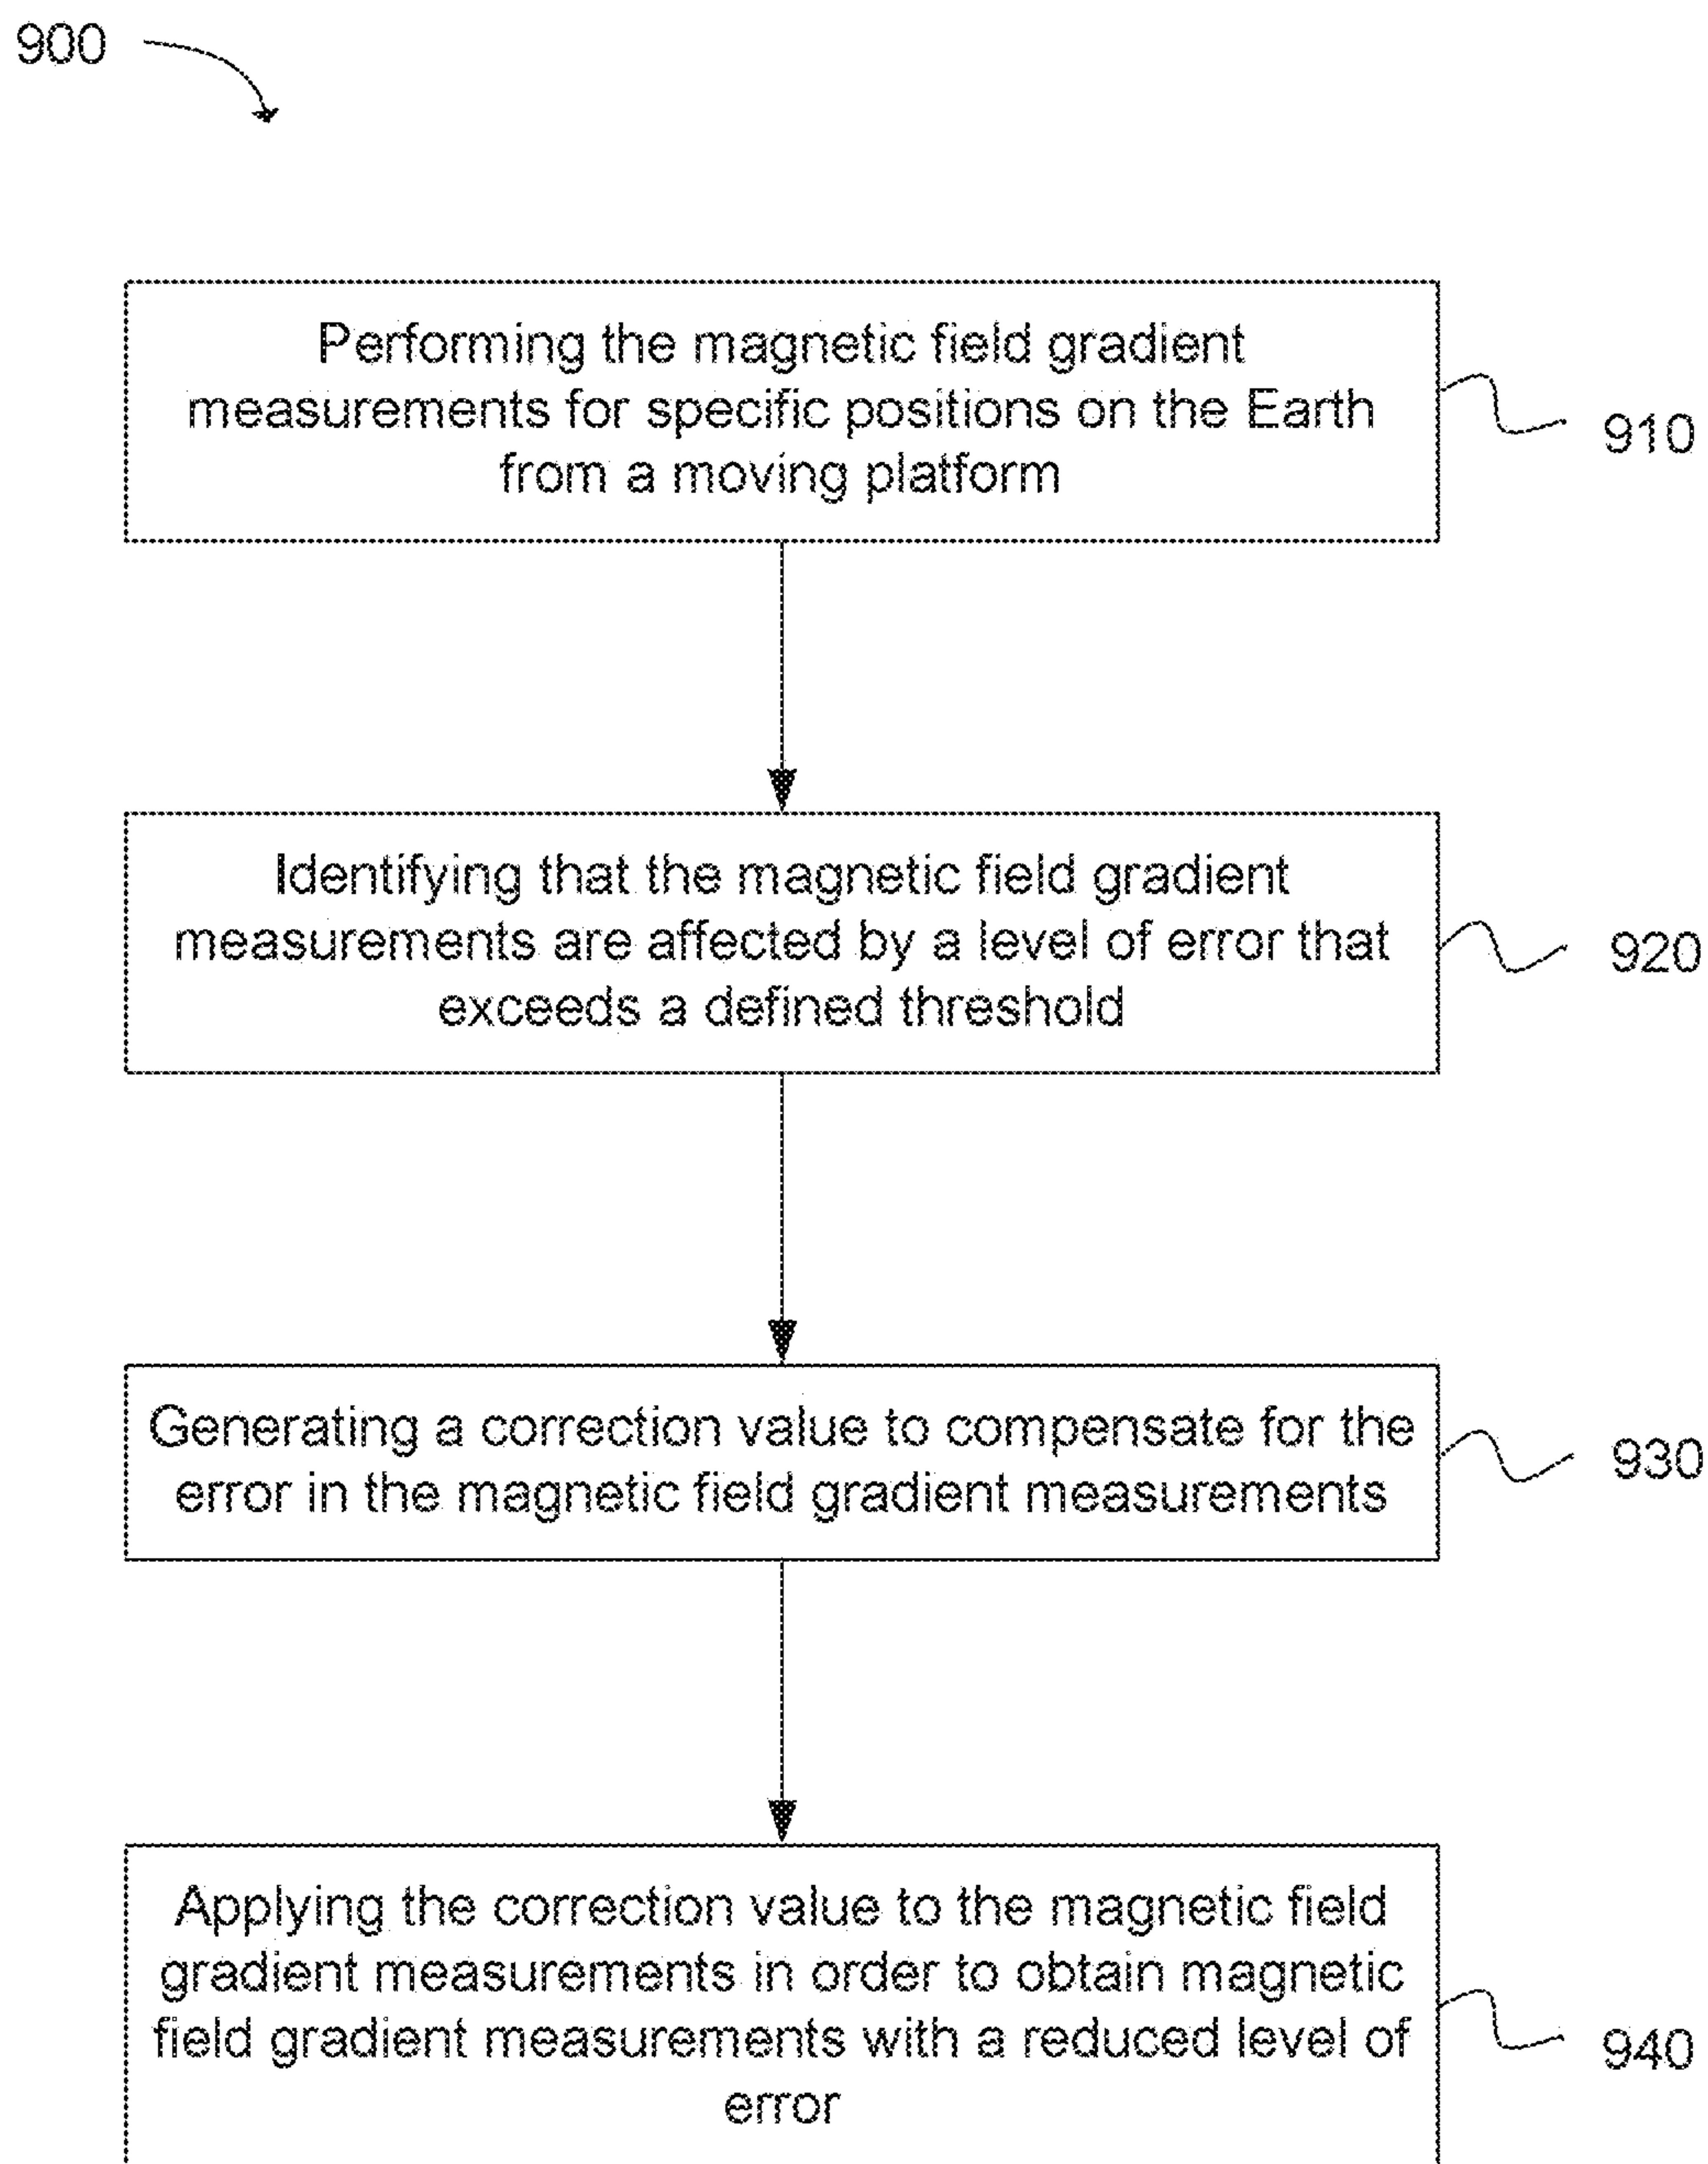 900
Performing the magnetic field gradient
measurements for specific positions on the Earth
from a moving platform
910
Identifying that the magnetic field gradient
measurements are affected by a level of error that
exceeds a defined threshold
920
Generating a correction value to compensate for the
error in the magnetic field gradient measurements
930
Applying the correction value to the magnetic field
gradient measurements in order to obtain magnetic
field gradient measurements with a reduced level of
error
940